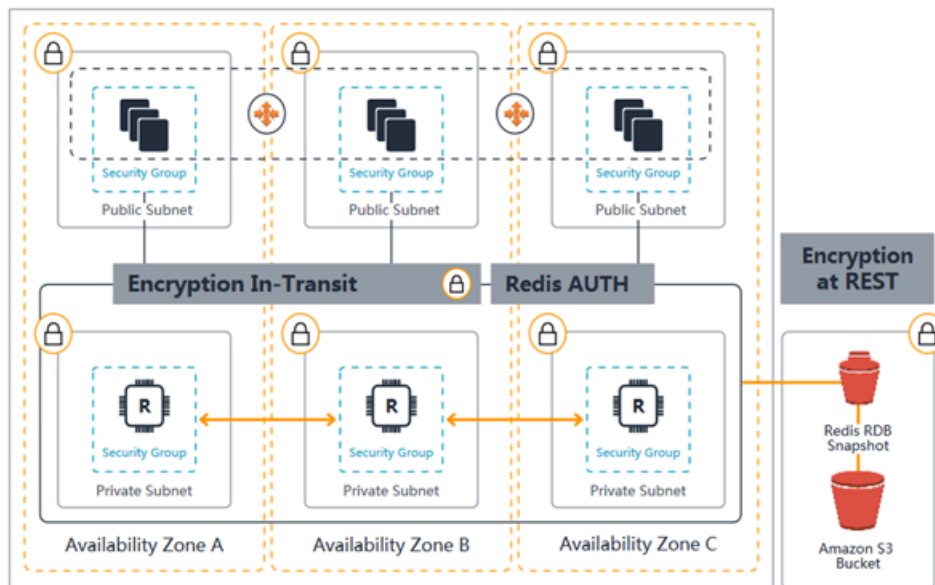 Security Group
Security Group
Security Group
Public Subnet
Public Subnet
Public Subnet
Encryption In-Transit
Redis AUTH
Encryption
at REST
R
R
R
Security Group
Security Group
Security Group
Private Subnet
Private Subnet
Private Subnet
Availability Zone A
Availability Zone B
Availability Zone C
Redis RDB
Snapshot
Amazon S3
Bucket